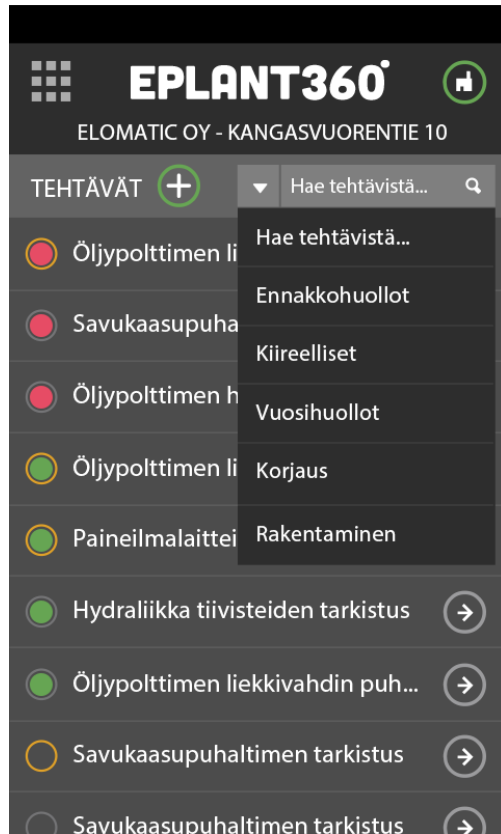 EPLANT360°
ELOMATIC OY - KANGASVUORENTIE 10
TEHTÄVÄT
Hae tehtävistä...
Hae tehtävistä...
Öljypolttimen li
Ennakkohuollot
Savukaasupuha
Kiireelliset
Öljypolttimen h
Vuosihuollot
Öljypolttimen li
Korjaus
Paineilmalaittei
Rakentaminen
Hydraliikka tiivisteiden tarkistus
Öljypolttimen liekkivahdin puh...
Savukaasupuhaltimen tarkistus
Savukaasupuhaltimen tarkistus